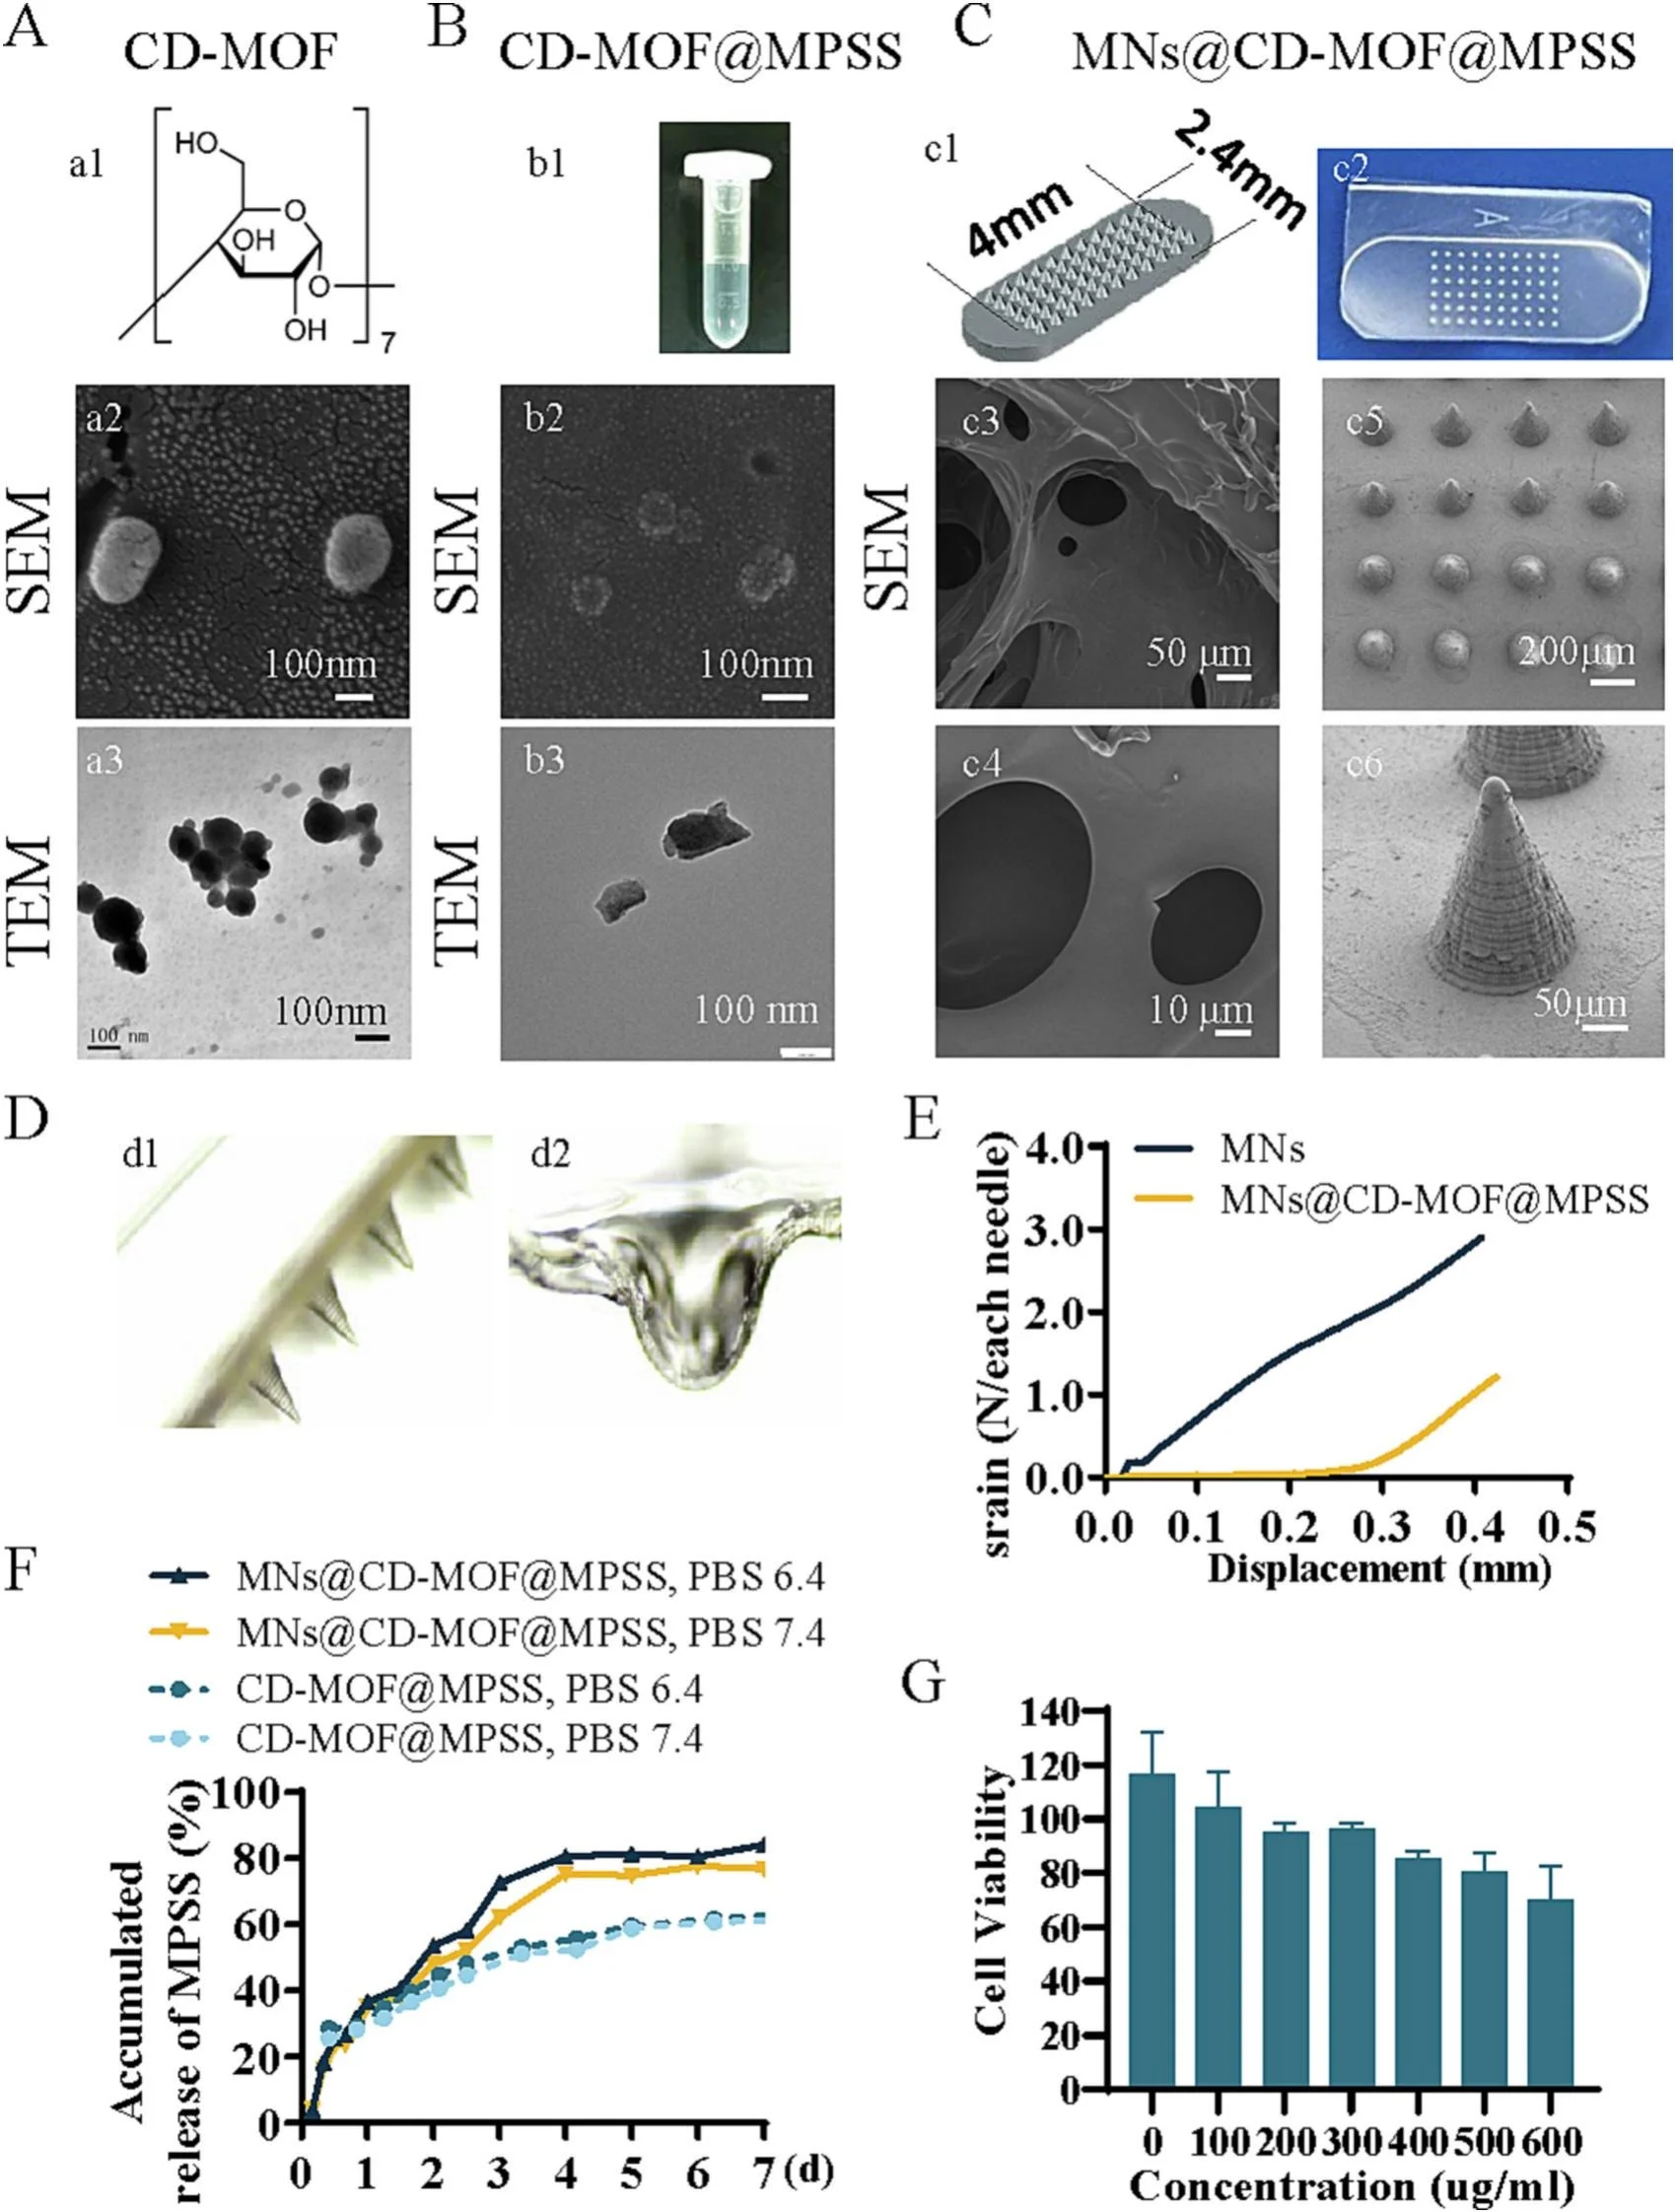 A
CD-MOF
B
CD-MOF@MPSS
C
MNs@CD-MOF@MPSS
a1
HO
O
OH
O
OH
7
b1
c1
4mm
2.4mm
c2
A
SEM
a2
100nm
SEM
b2
100nm
SEM
c3
50 μm
c5
200μm
TEM
a3
100nm
100 nm
TEM
b3
100 nm
c4
10 μm
c6
50μm
D
d1
d2
E
MNs
MNs@CD-MOF@MPSS
srain (N/each needle)
4.0
3.0
2.0
1.0
0.0
0.0 0.1 0.2 0.3 0.4 0.5
Displacement (mm)
F
MNs@CD-MOF@MPSS, PBS 6.4
MNs@CD-MOF@MPSS, PBS 7.4
CD-MOF@MPSS, PBS 6.4
CD-MOF@MPSS, PBS 7.4
Accumulated
release of MPSS (%)
100
80
60
40
20
0
0 1 2 3 4 5 6 7 (d)
G
Cell Viability
140
120
100
80
60
40
20
0
0 100 200 300 400 500 600
Concentration (ug/ml)